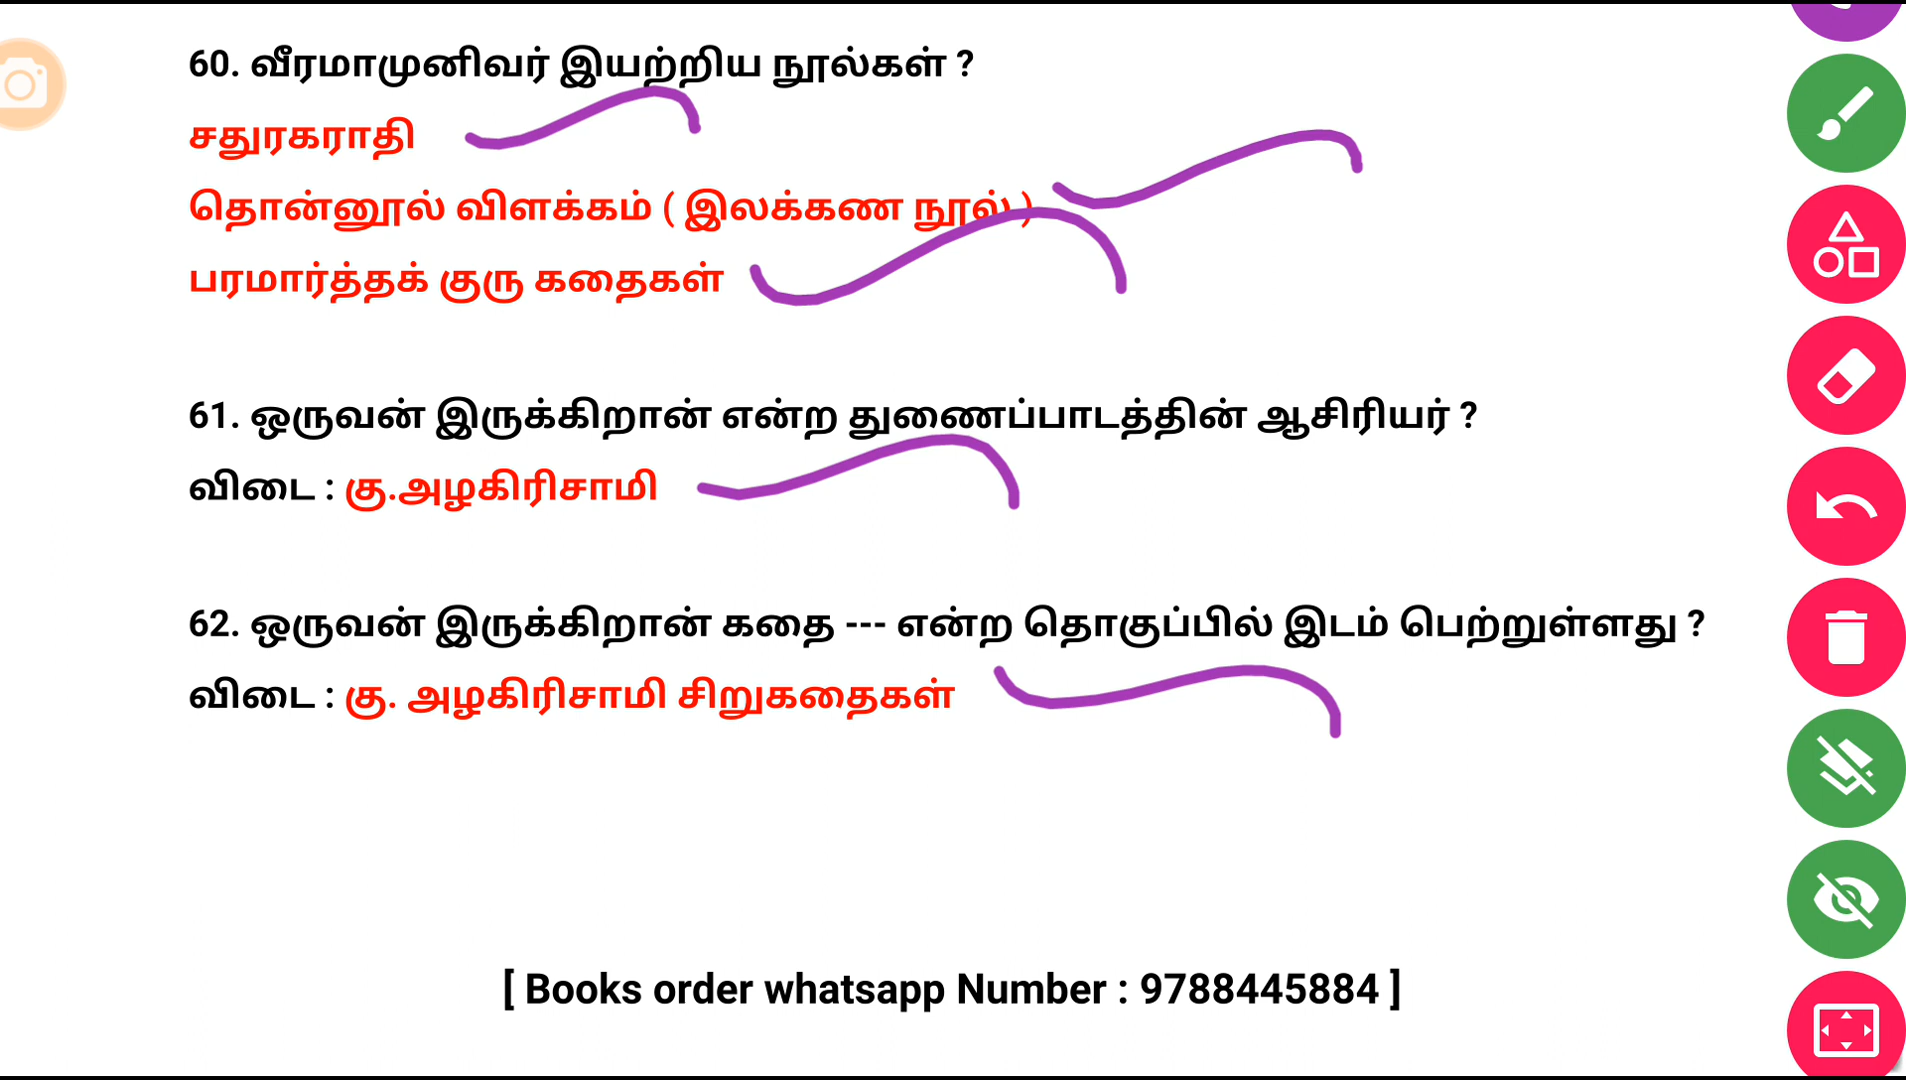 60. வீரமாமுனிவர் இயற்றிய நூல்கள் ?
சதுரகராதி
தொன்னூல் விளக்கம் ( இலக்கண நூல் )
பரமார்த்தக் குரு கதைகள்
61. ஒருவன் இருக்கிறான் என்ற துணைப்பாடத்தின் ஆசிரியர் ?
விடை : கு.அழகிரிசாமி
62. ஒருவன் இருக்கிறான் கதை --- என்ற தொகுப்பில் இடம் பெற்றுள்ளது ?
விடை : கு. அழகிரிசாமி சிறுகதைகள்
[ Books order whatsapp Number : 9788445884 ]